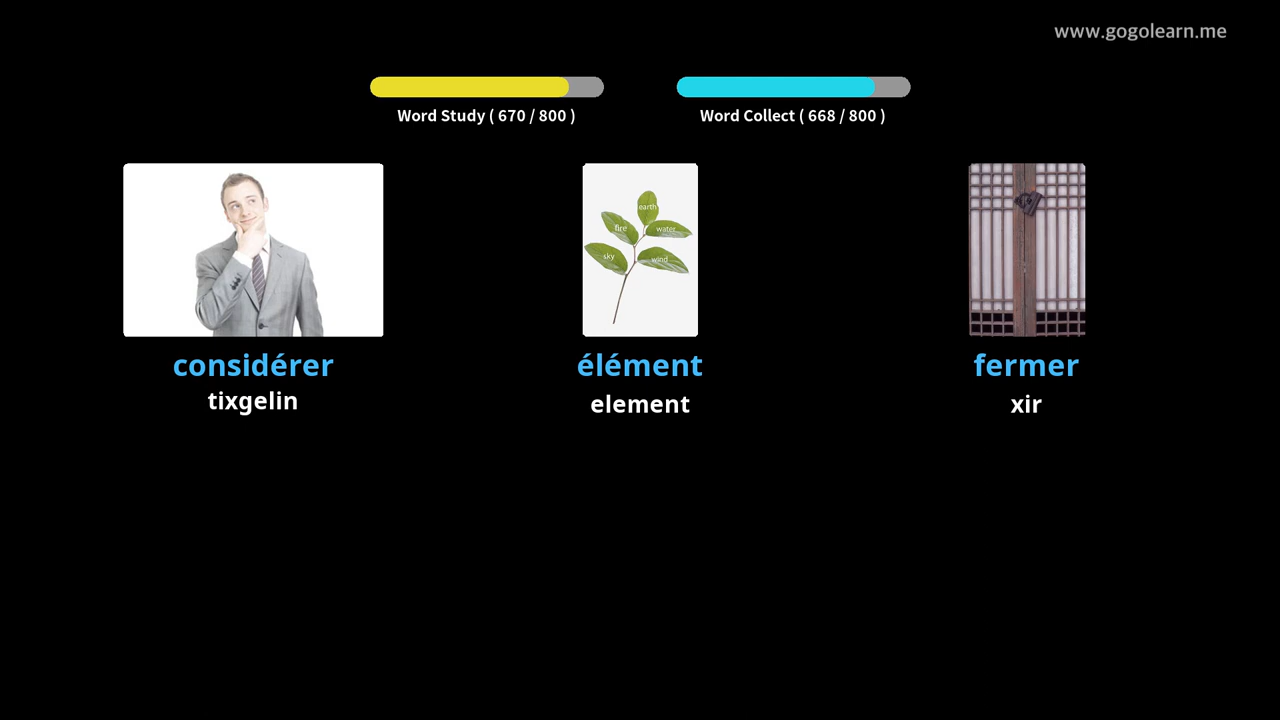 www.gogolearn.me
Word Study ( 670 / 800 )
Word Collect ( 668 / 800 )
earth
fire
water
sky
wind
considérer
élément
fermer
tixgelin
element
xir